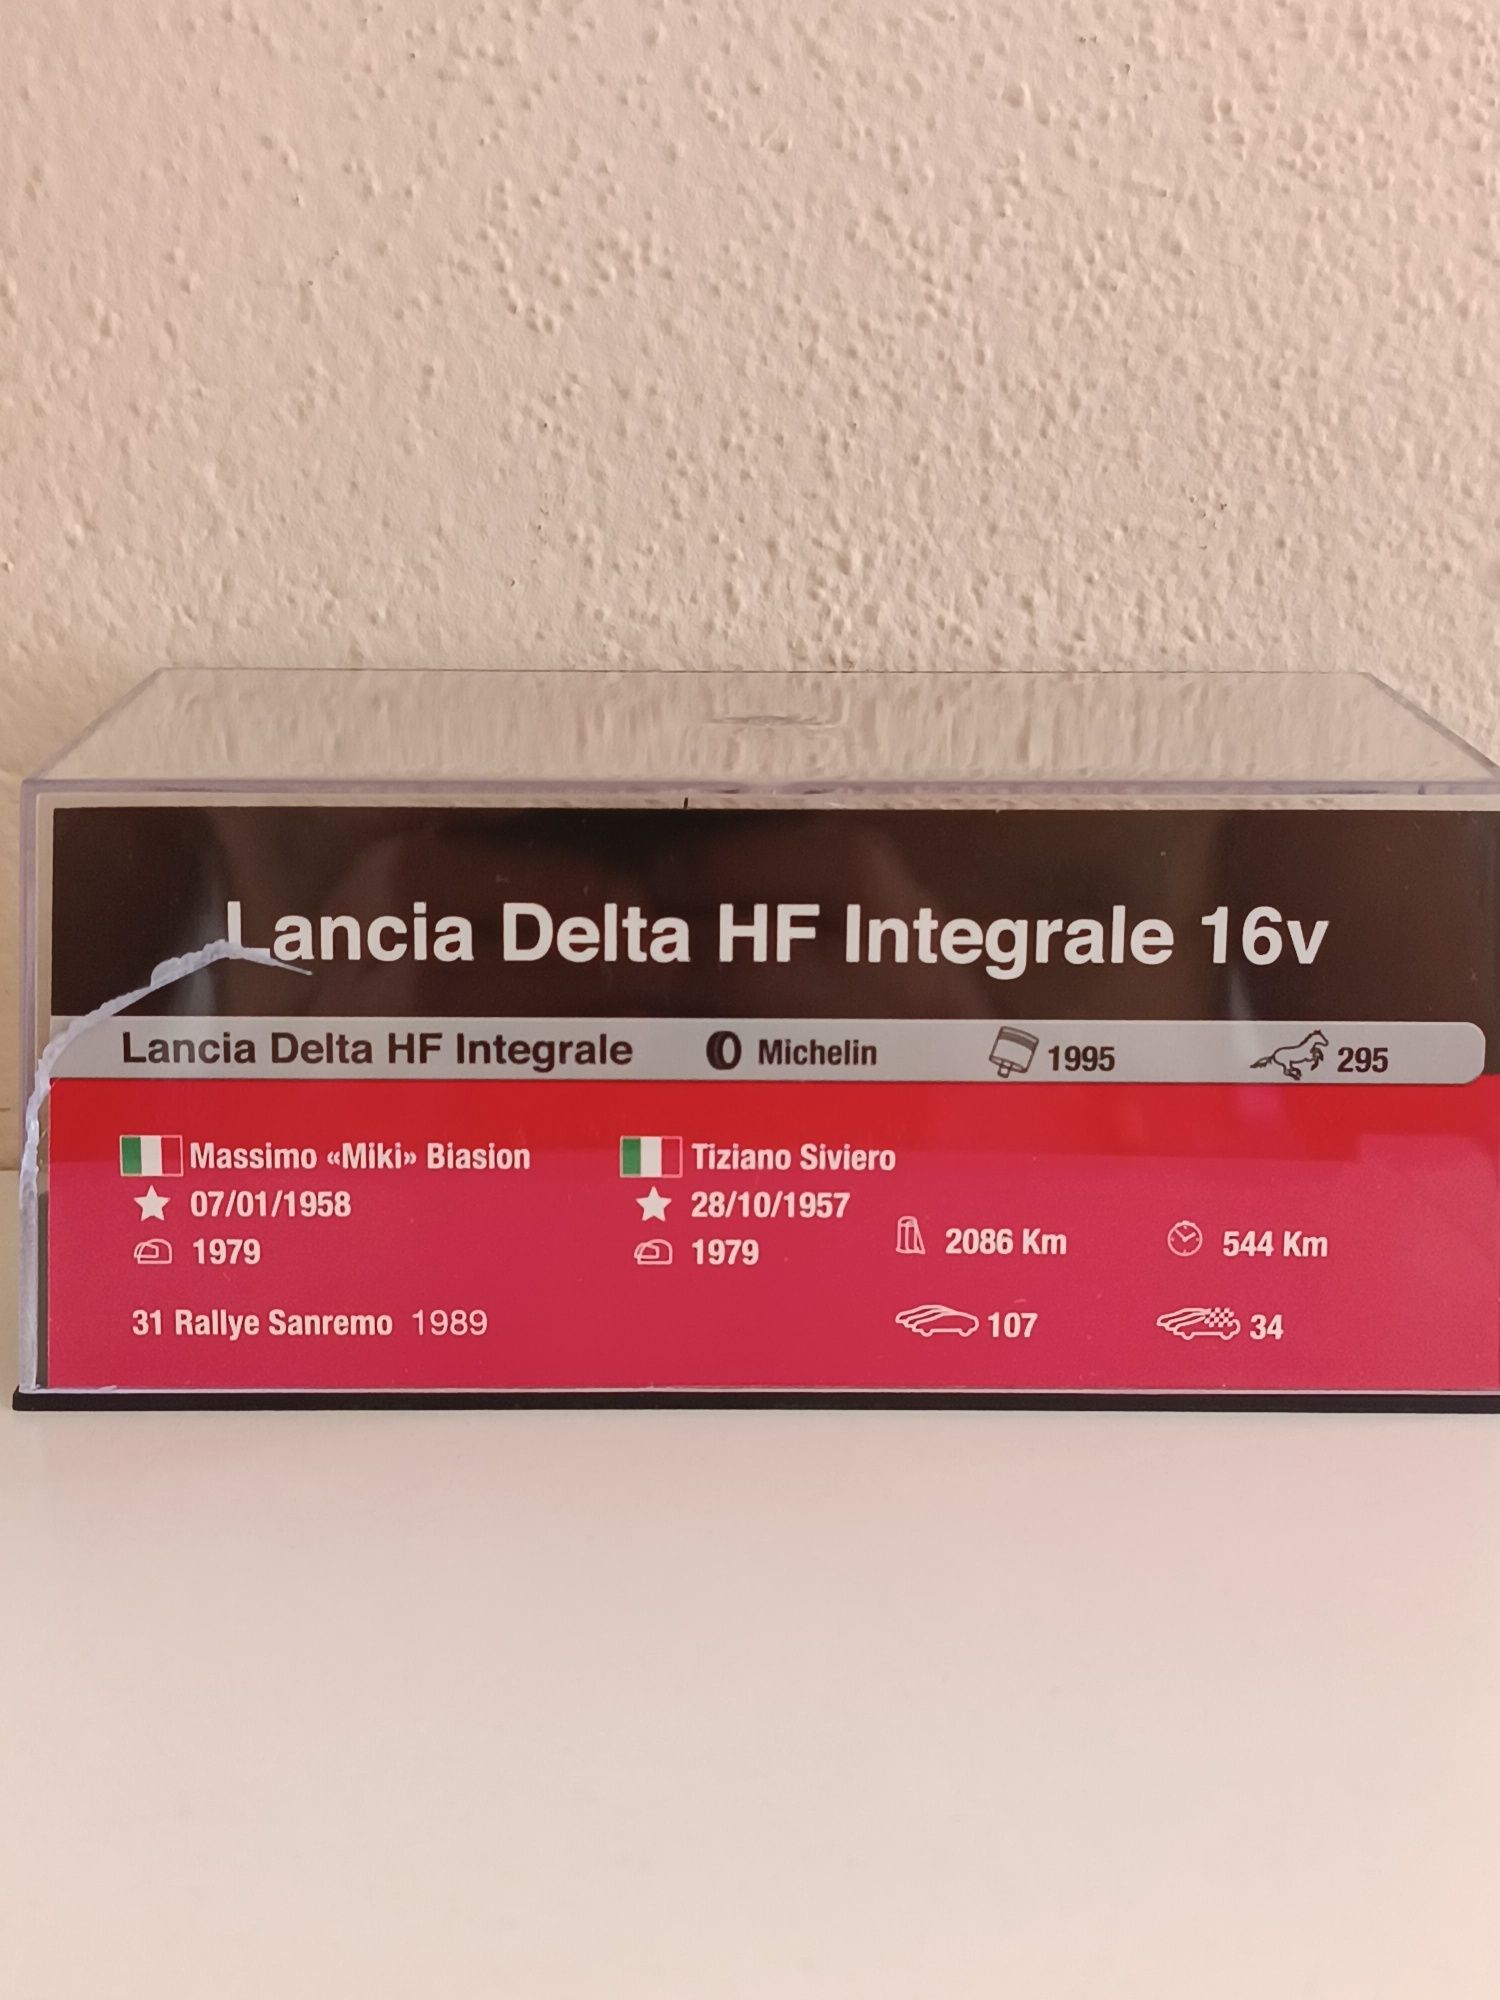 Lancia Delta HF Integrale 16v
Lancia Delta HF Integrale Michelin 1995 295
Massimo «Miki» Biasion Tiziano Siviero
07/01/1958 28/10/1957
1979 1979 2086 Km 544 Km
31 Rallye Sanremo 1989 107 34